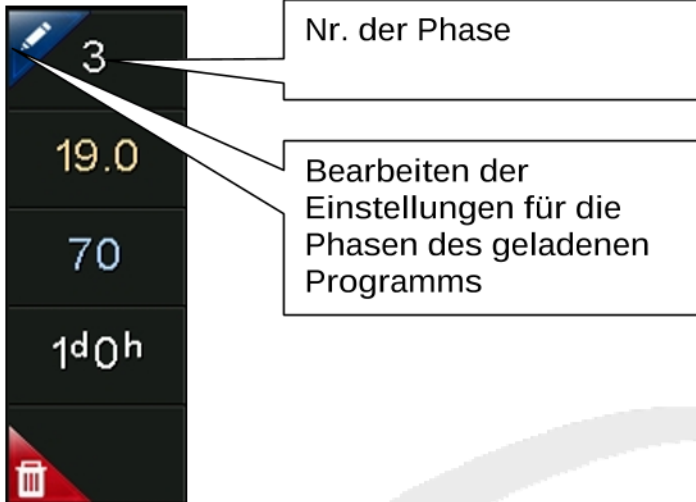 3
Nr. der Phase
19.0
Bearbeiten der
Einstellungen für die
Phasen des geladenen
Programms
70
1d0h